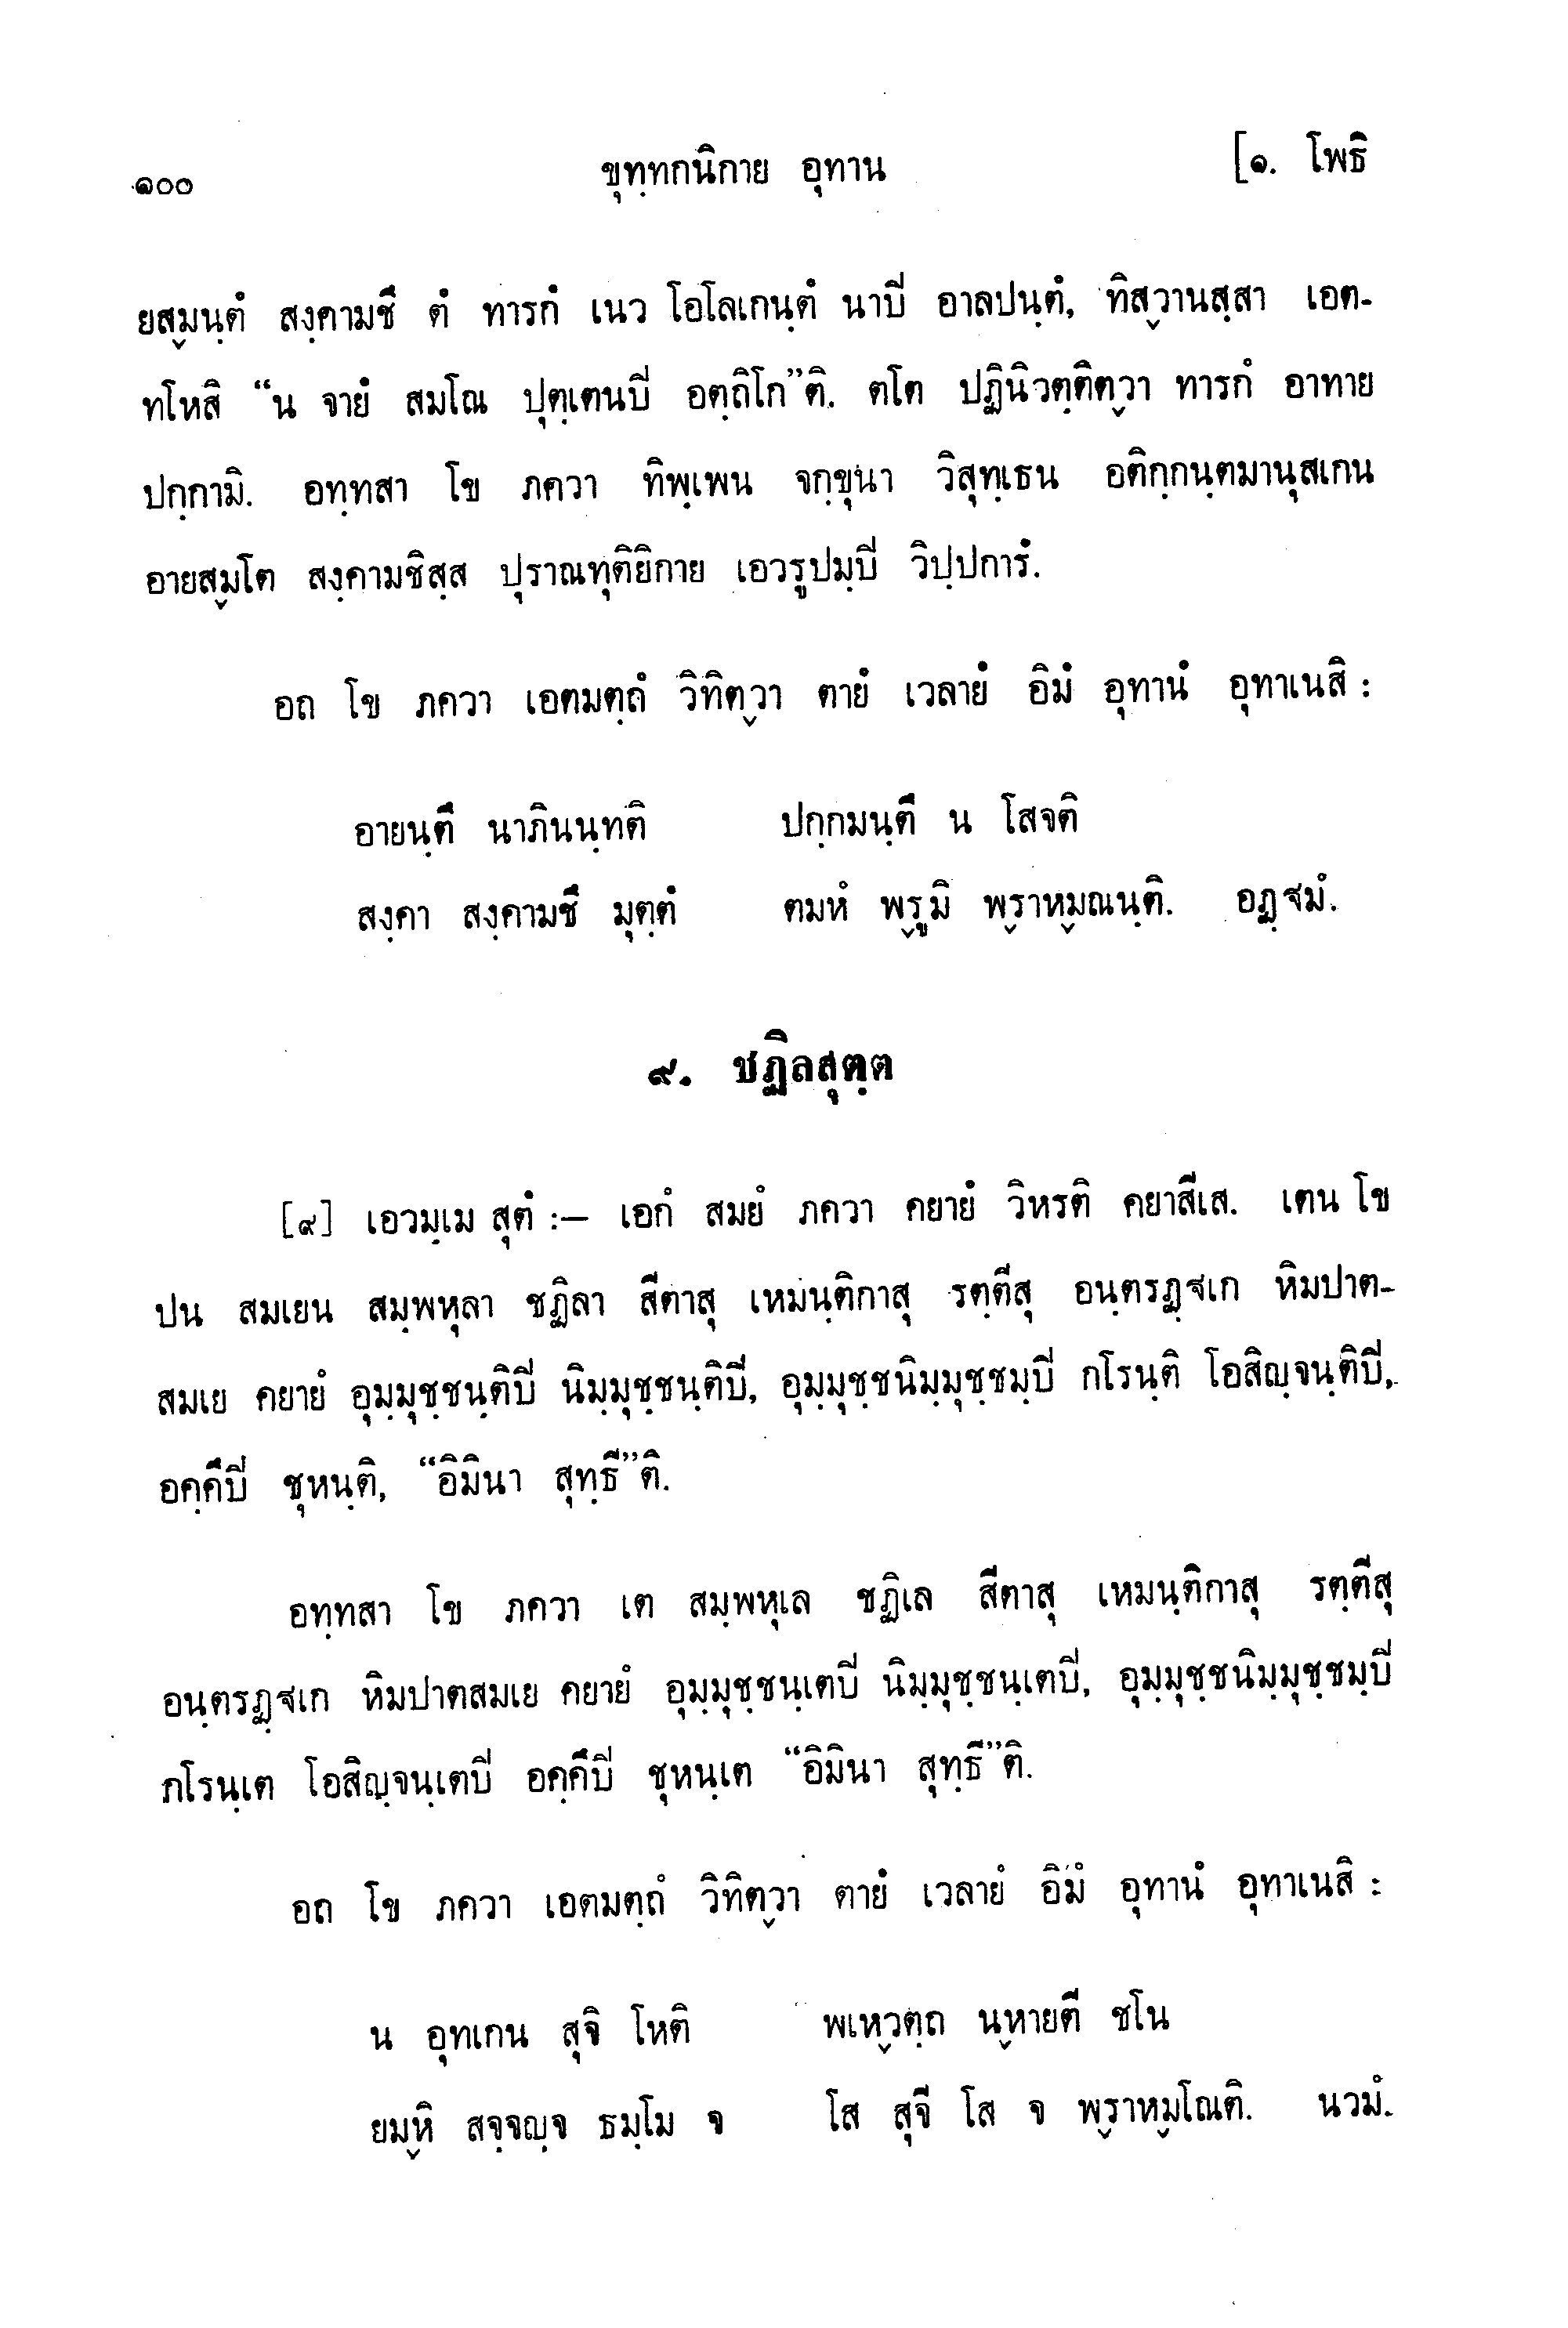 ๑๐๐ ขุทฺทกนิกาย อุทาน [๑. โพธิ
ยสฺมนฺตํ สงฺคามชึ ตํ ทารกํ เนว โอโลเกนฺตํ นาปิ อาลปนฺตํ, ทิสฺวานสฺสา เอต-
ทโหสิ “น จายํ สมโณ ปุตฺเตนปิ อตฺถิโก”ติ. ตโต ปฏินิวตฺติตฺวา ทารกํ อาทาย
ปกฺกามิ. อทฺทสา โข ภควา ทิพฺเพน จกฺขุนา วิสุทฺเธน อติกฺกนฺตมานุสเกน
อายสฺมโต สงฺคามชิสฺส ปุราณทุติยิกาย เอวรูปมฺปิ วิปฺปการํ.
อถ โข ภควา เอตมตฺถํ วิทิตฺวา ตายํ เวลายํ อิมํ อุทานํ อุทาเนสิ :
อายนฺตึ นาภินนฺทติ ปกฺกมนฺตึ น โสจติ
สงฺคา สงฺคามชึ มุตฺตํ ตมหํ พฺรูมิ พฺราหฺมณนฺติ. อฏฺฐมํ.
๙. ชฏิลสุตฺต
[๙] เอวมฺเม สุตํ :– เอกํ สมยํ ภควา คยายํ วิหรติ คยาสีเส. เตน โข
ปน สมเยน สมฺพหุลา ชฏิลา สีตาสุ เหมนฺติกาสุ รตฺตีสุ อนฺตรฏฺฐเก หิมปาต-
สมเย คยายํ อุมฺมุชฺชนฺติปิ นิมฺมุชฺชนฺติปิ, อุมฺมุชฺชนิมฺมุชฺชมฺปิ กโรนฺติ โอสิญฺจนฺติปิ,
อคฺคึปิ ชุหนฺติ, “อิมินา สุทฺธี”ติ.
อทฺทสา โข ภควา เต สมฺพหุเล ชฏิเล สีตาสุ เหมนฺติกาสุ รตฺตีสุ
อนฺตรฏฺฐเก หิมปาตสมเย คยายํ อุมฺมุชฺชนฺเตปิ นิมฺมุชฺชนฺเตปิ, อุมฺมุชฺชนิมฺมุชฺชมฺปิ
กโรนฺเต โอสิญฺจนฺเตปิ อคฺคึปิ ชุหนฺเต “อิมินา สุทฺธี”ติ.
อถ โข ภควา เอตมตฺถํ วิทิตฺวา ตายํ เวลายํ อิมํ อุทานํ อุทาเนสิ :
น อุทเกน สุจิ โหติ พเหฺวตฺถ นฺหายตี ชโน
ยมฺหิ สจฺจญฺจ ธมฺโม จ โส สุจี โส จ พฺราหฺมโณติ. นวมํ.